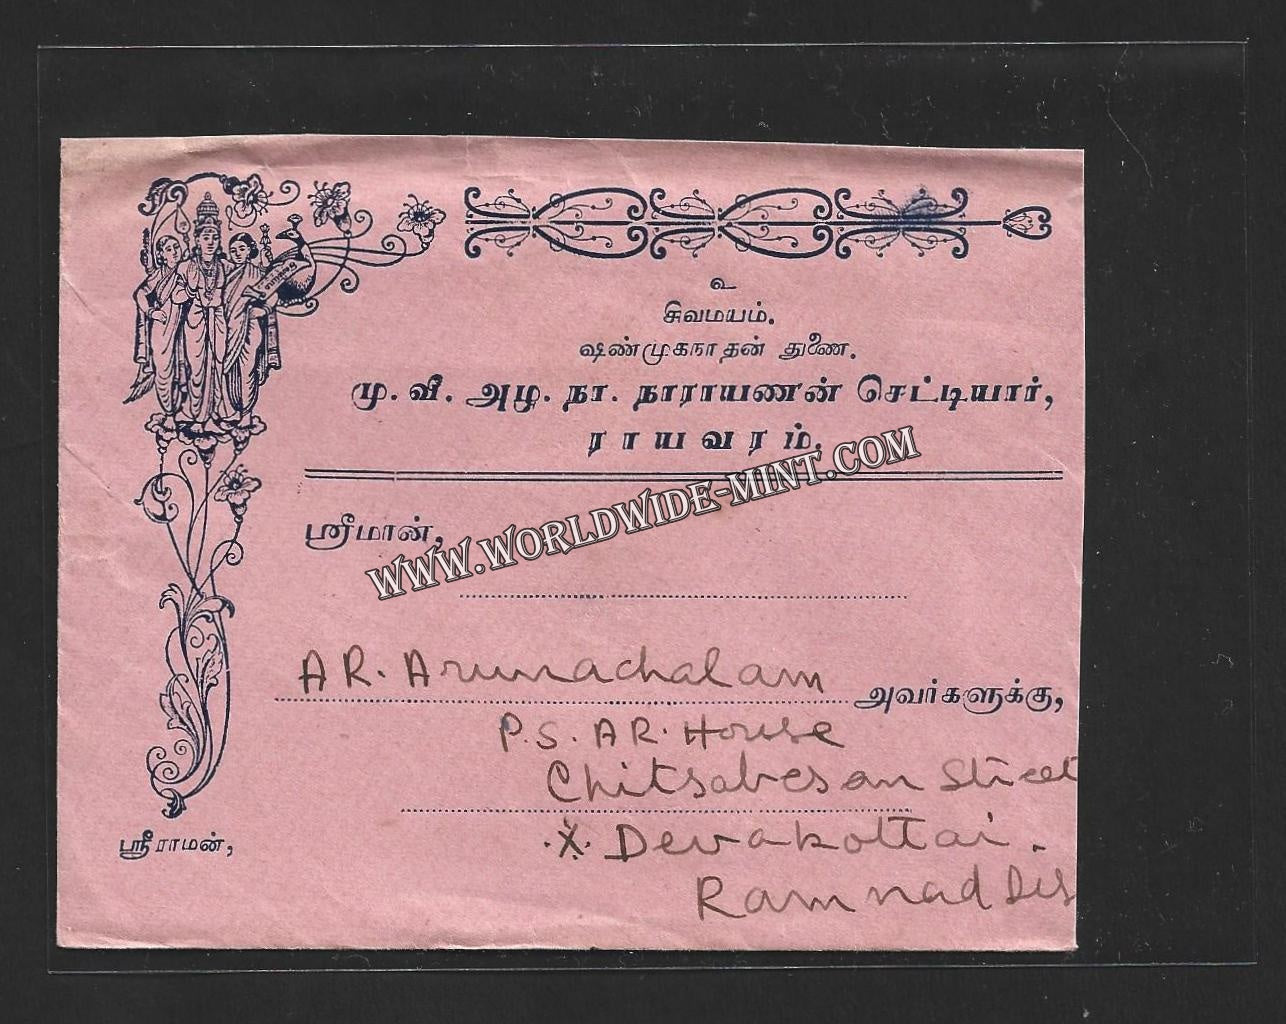 உ
சிவமயம்.
ஷண்முகநாதன் துணை.
மு. வீ. அழ. நா. நாராயணன் செட்டியார்,
ராயவரம்.
WWW.WORLDWIDE-MINT.COM
ஸ்ரீமான்,
AR. Arunachalam அவர்களுக்கு,
P.S. AR. House
Chitsabesan Street
.X. Devakottai.
Ramnad Dis
ஸ்ரீராமன்,